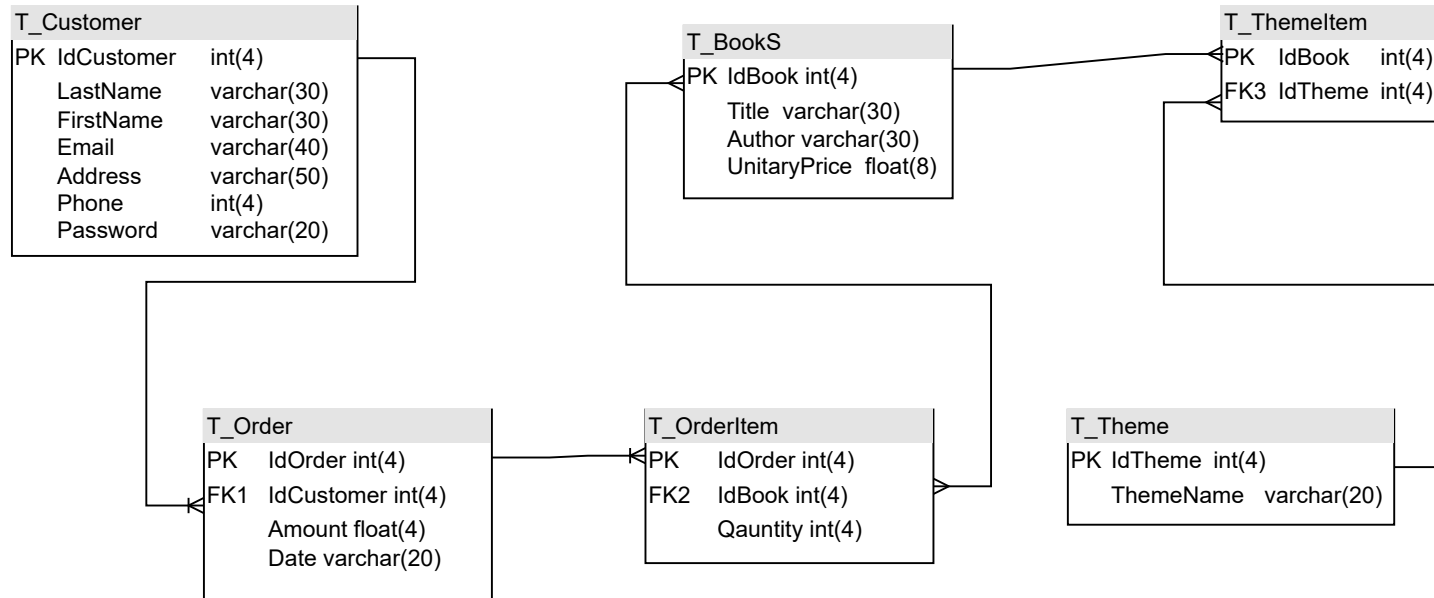 T_Customer
PK IdCustomer int(4)
LastName varchar(30)
FirstName varchar(30)
Email varchar(40)
Address varchar(50)
Phone int(4)
Password varchar(20)
T_BookS
PK IdBook int(4)
Title varchar(30)
Author varchar(30)
UnitaryPrice float(8)
T_ThemeItem
PK IdBook int(4)
FK3 IdTheme int(4)
T_Order
PK IdOrder int(4)
FK1 IdCustomer int(4)
Amount float(4)
Date varchar(20)
T_OrderItem
PK IdOrder int(4)
FK2 IdBook int(4)
Qauntity int(4)
T_Theme
PK IdTheme int(4)
ThemeName varchar(20)